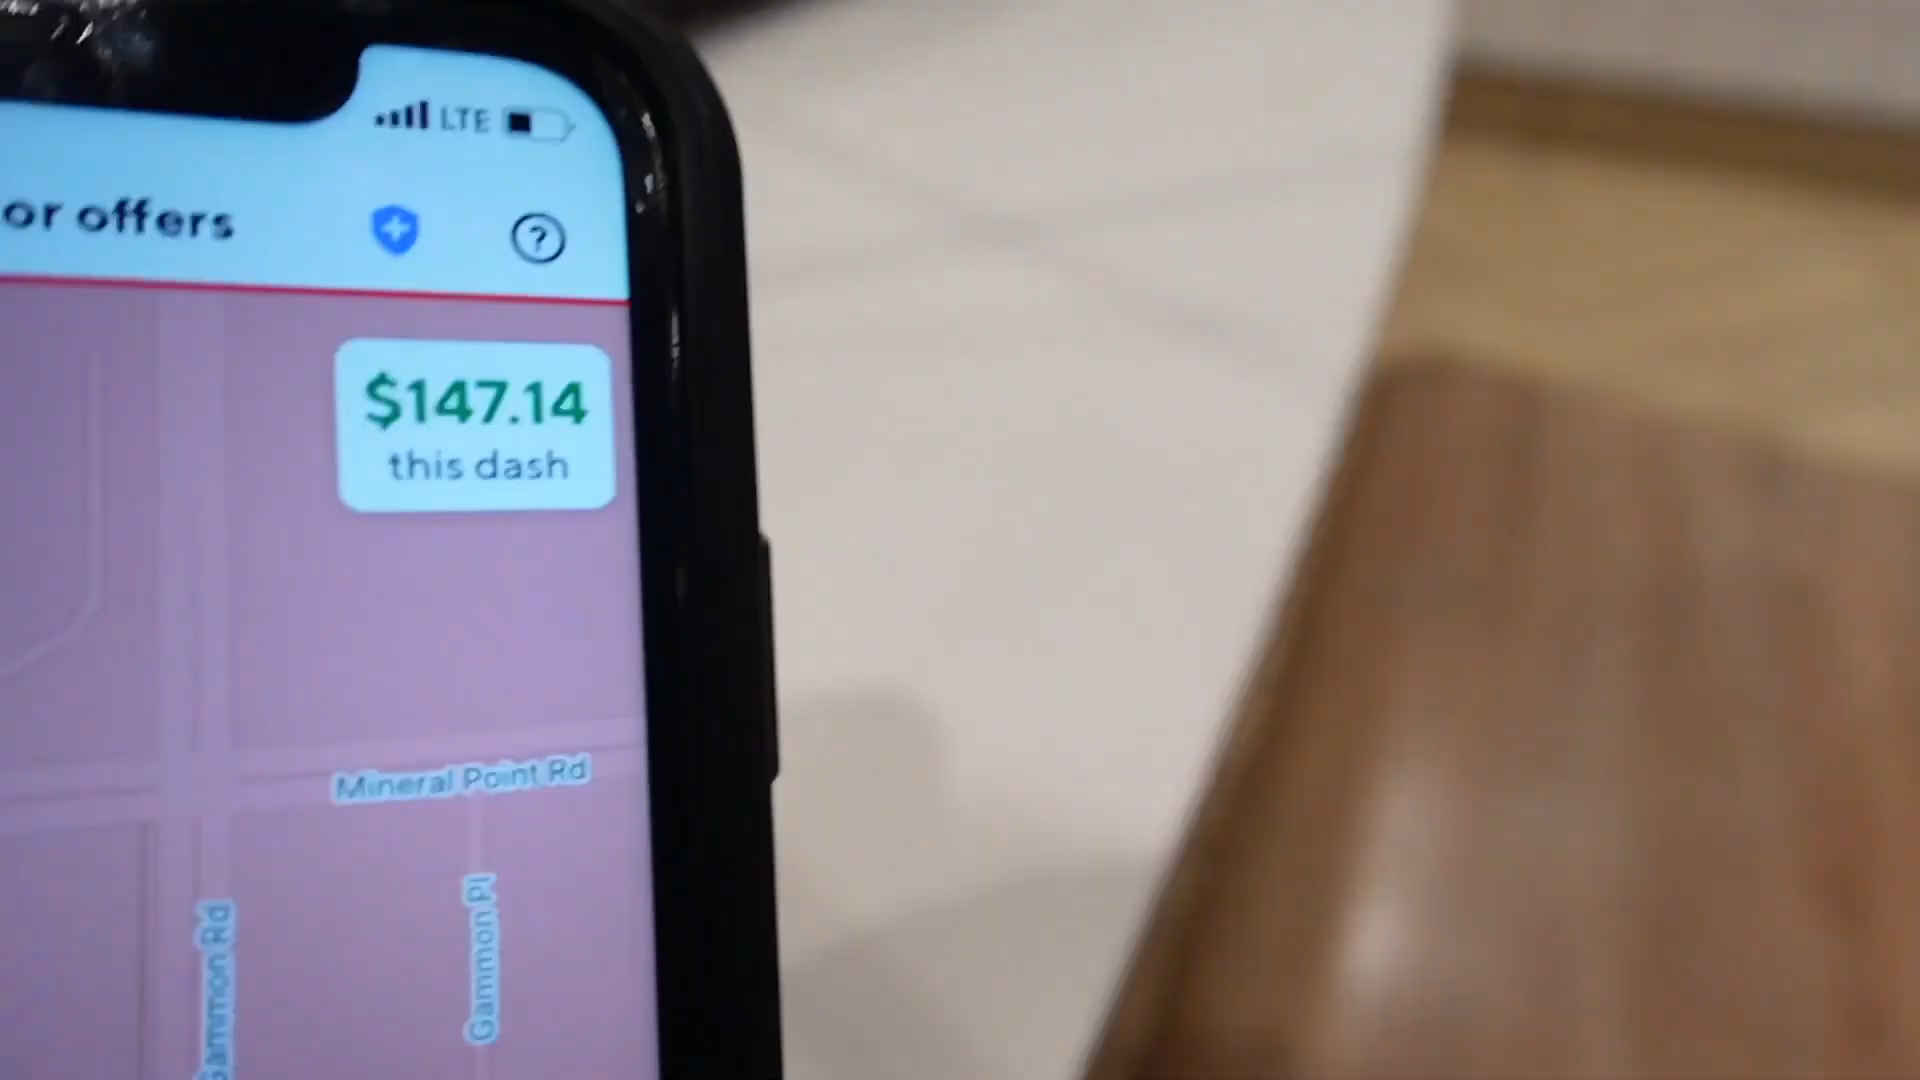 LTE
or offers
?
$147.14
this dash
Mineral Point Rd
Gammon Pl
Gammon Rd